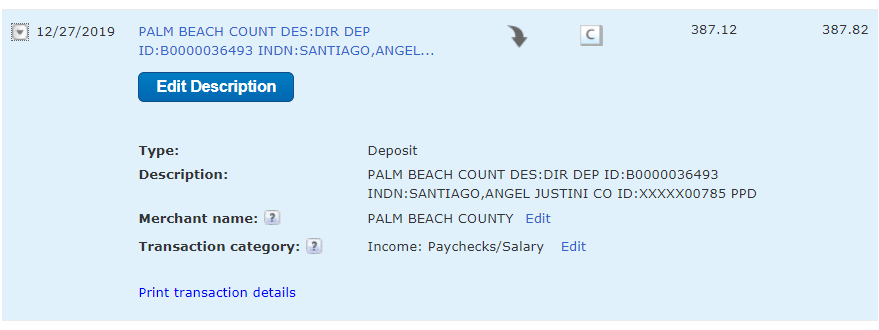 12/27/2019 PALM BEACH COUNT DES:DIR DEP C 387.12 387.82
ID:B0000036493 INDN:SANTIAGO,ANGEL...
Edit Description
Type: Deposit
Description: PALM BEACH COUNT DES:DIR DEP ID:B0000036493
INDN:SANTIAGO,ANGEL JUSTINI CO ID:XXXXX00785 PPD
Merchant name: ? PALM BEACH COUNTY Edit
Transaction category: ? Income: Paychecks/Salary Edit
Print transaction details